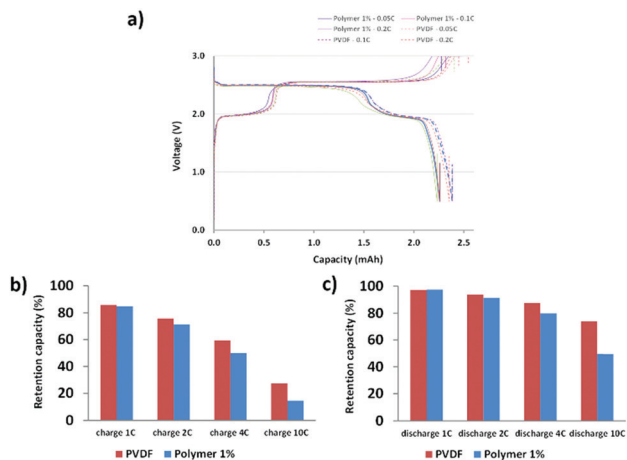 a)
Polymer 1% - 0.05C
Polymer 1% - 0.1C
Polymer 1% - 0.2C
PVDF - 0.05C
PVDF - 0.1C
PVDF - 0.2C
3.0
2.0
1.0
0.0
Voltage (V)
0.0 0.5 1.0 1.5 2.0 2.5
Capacity (mAh)
b)
Retention capacity (%)
100
80
60
40
20
0
charge 1C charge 2C charge 4C charge 10C
PVDF Polymer 1%
c)
Retention capacity (%)
100
80
60
40
20
0
discharge 1C discharge 2C discharge 4C discharge 10C
PVDF Polymer 1%